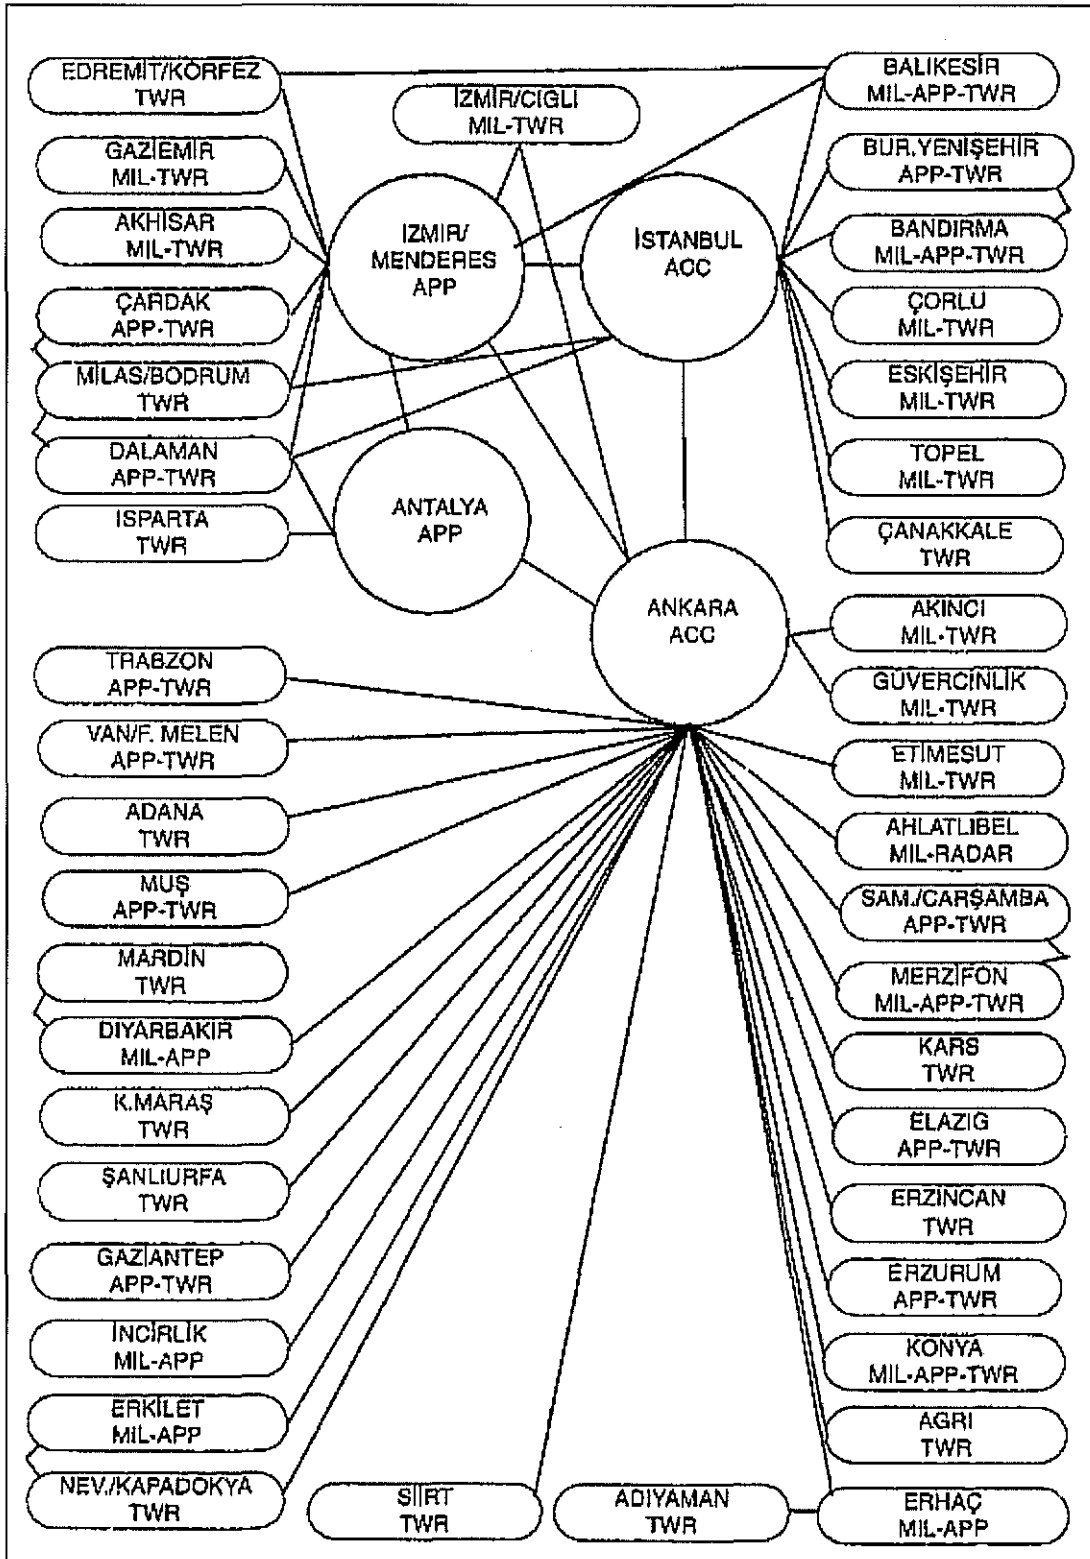 EDREMİT/KÖRFEZ
TWR
GAZİEMİR
MIL-TWR
AKHİSAR
MIL-TWR
ÇARDAK
APP-TWR
MİLAS/BODRUM
TWR
DALAMAN
APP-TWR
ISPARTA
TWR
İZMİR/CIGLI
MIL-TWR
IZMİR/
MENDERES
APP
İSTANBUL
ACC
ANTALYA
APP
ANKARA
ACC
BALIKESİR
MIL-APP-TWR
BUR.YENİŞEHİR
APP-TWR
BANDIRMA
MIL-APP-TWR
ÇORLU
MIL-TWR
ESKİŞEHİR
MIL-TWR
TOPEL
MIL-TWR
ÇANAKKALE
TWR
AKINCI
MIL-TWR
GÜVERCİNLİK
MIL-TWR
ETİMESUT
MIL-TWR
AHLATLIBEL
MIL-RADAR
SAM./CARŞAMBA
APP-TWR
MERZİFON
MIL-APP-TWR
KARS
TWR
ELAZIG
APP-TWR
ERZİNCAN
TWR
ERZURUM
APP-TWR
KONYA
MIL-APP-TWR
AGRI
TWR
ERHAÇ
MIL-APP
TRABZON
APP-TWR
VAN/F. MELEN
APP-TWR
ADANA
TWR
MUŞ
APP-TWR
MARDİN
TWR
DIYARBAKIR
MIL-APP
K.MARAŞ
TWR
ŞANLIURFA
TWR
GAZİANTEP
APP-TWR
İNCİRLİK
MIL-APP
ERKİLET
MIL-APP
NEV./KAPADOKYA
TWR
SİİRT
TWR
ADIYAMAN
TWR